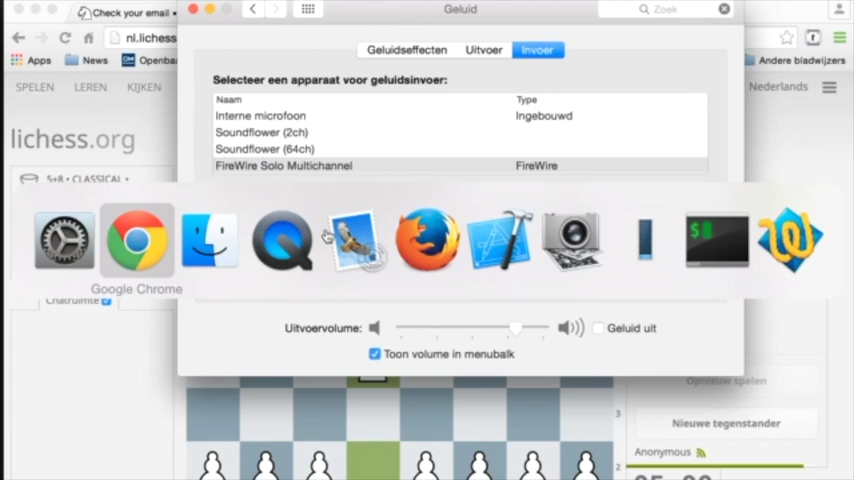 Check your email •
Geluid
Zoek
nl.lichess
Apps
News
Openbaa
Andere bladwijzers
Geluidseffecten
Uitvoer
Invoer
SPELEN
LEREN
KIJKEN
Nederlands
Selecteer een apparaat voor geluidsinvoer:
Naam
Type
Interne microfoon
Ingebouwd
Soundflower (2ch)
Soundflower (64ch)
FireWire Solo Multichannel
FireWire
lichess.org
5+8 • CLASSICAL •
Google Chrome
Chatruimte
Uitvoervolume:
Geluid uit
Toon volume in menubalk
Opnieuw spelen
Nieuwe tegenstander
Anonymous
3
2